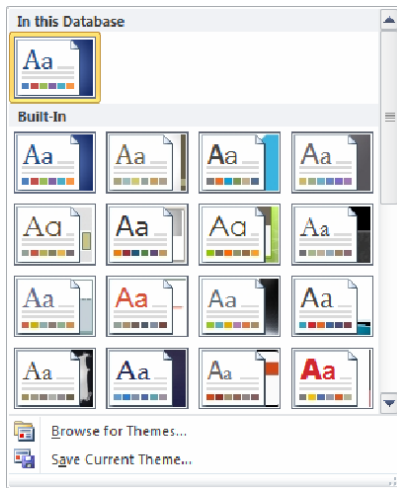 In this Database
Aa
Built-In
Aa Aa Aa Aa
Aa Aa Aa Aa
Aa Aa Aa Aa
Aa Aa Aa Aa
Browse for Themes...
Save Current Theme...